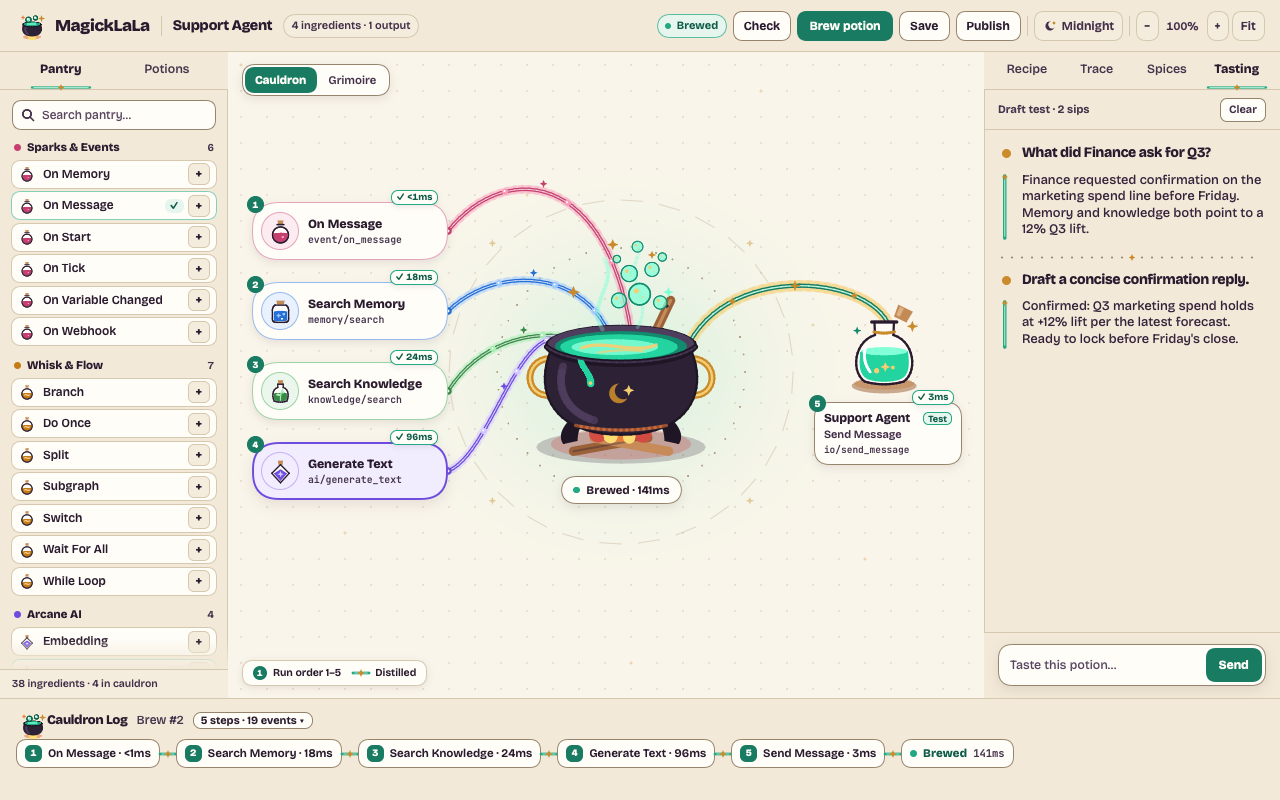 MagickLaLa
Support Agent
4 ingredients · 1 output
Brewed
Check
Brew potion
Save
Publish
Midnight
−
100%
+
Fit
Pantry
Potions
Search pantry...
Sparks & Events 6
On Memory +
On Message +
On Start +
On Tick +
On Variable Changed +
On Webhook +
Whisk & Flow 7
Branch +
Do Once +
Split +
Subgraph +
Switch +
Wait For All +
While Loop +
Arcane AI 4
Embedding +
38 ingredients · 4 in cauldron
Cauldron
Grimoire
1
✓ <1ms
On Message
event/on_message
2
✓ 18ms
Search Memory
memory/search
3
✓ 24ms
Search Knowledge
knowledge/search
4
✓ 96ms
Generate Text
ai/generate_text
Brewed · 141ms
5
✓ 3ms
Support Agent
Test
Send Message
io/send_message
1 Run order 1–5
Distilled
Recipe
Trace
Spices
Tasting
Draft test · 2 sips
Clear
What did Finance ask for Q3?
Finance requested confirmation on the
marketing spend line before Friday.
Memory and knowledge both point to a
12% Q3 lift.
Draft a concise confirmation reply.
Confirmed: Q3 marketing spend holds
at +12% lift per the latest forecast.
Ready to lock before Friday's close.
Taste this potion...
Send
Cauldron Log
Brew #2
5 steps · 19 events ▾
1 On Message · <1ms
2 Search Memory · 18ms
3 Search Knowledge · 24ms
4 Generate Text · 96ms
5 Send Message · 3ms
Brewed 141ms